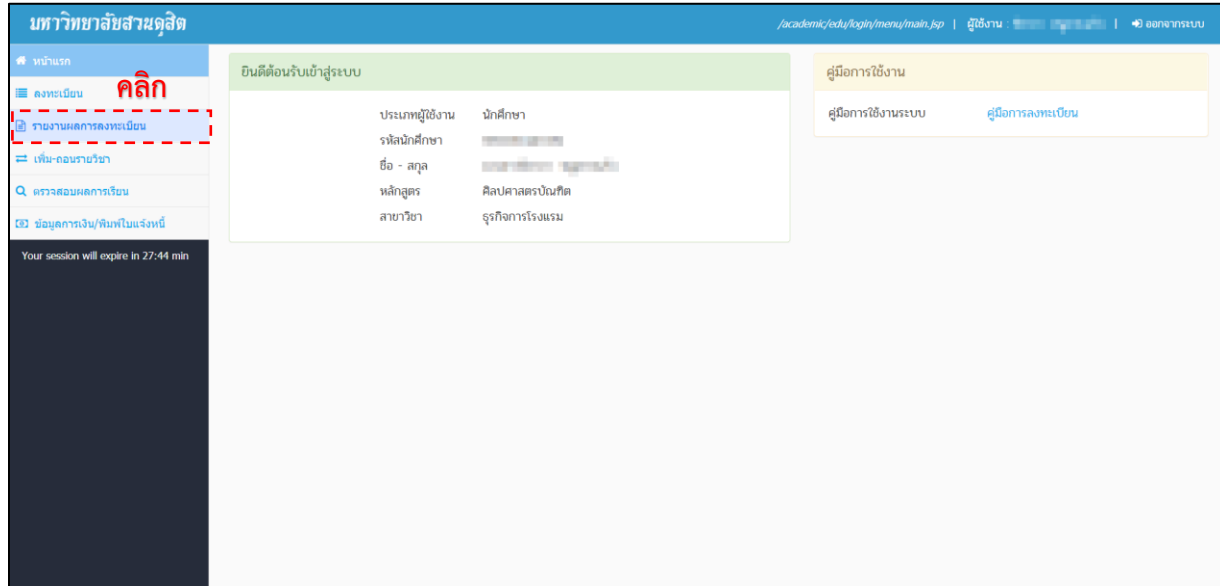 มหาวิทยาลัยสวนดุสิต
/academic/edu/login/menu/main.jsp | ผู้ใช้งาน : | ออกจากระบบ
หน้าแรก
ลงทะเบียน
คลิก
รายงานผลการลงทะเบียน
เพิ่ม-ถอนรายวิชา
ตรวจสอบผลการเรียน
ข้อมูลการเงิน/พิมพ์ใบแจ้งหนี้
Your session will expire in 27:44 min
ยินดีต้อนรับเข้าสู่ระบบ
ประเภทผู้ใช้งาน นักศึกษา
รหัสนักศึกษา
ชื่อ - สกุล
หลักสูตร ศิลปศาสตรบัณฑิต
สาขาวิชา ธุรกิจการโรงแรม
คู่มือการใช้งาน
คู่มือการใช้งานระบบ คู่มือการลงทะเบียน